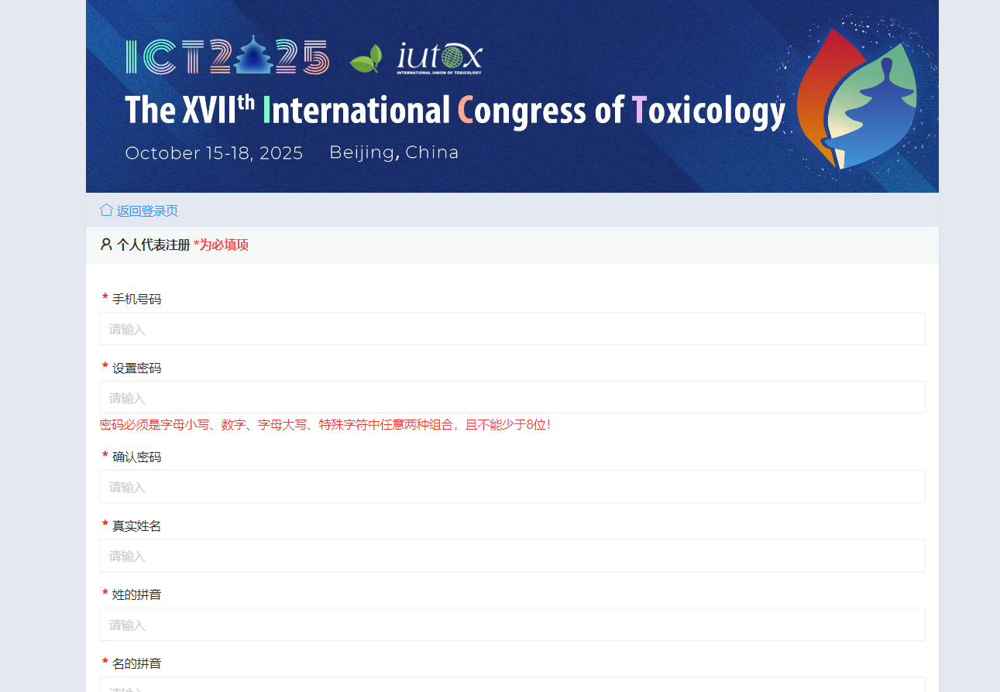 ICT2025 iutox
INTERNATIONAL UNION OF TOXICOLOGY
The XVIIth International Congress of Toxicology
October 15-18, 2025 Beijing, China
返回登录页
个人代表注册 *为必填项
* 手机号码
请输入
* 设置密码
请输入
密码必须是字母小写、数字、字母大写、特殊字符中任意两种组合，且不能少于8位！
* 确认密码
请输入
* 真实姓名
请输入
* 姓的拼音
请输入
* 名的拼音
请输入